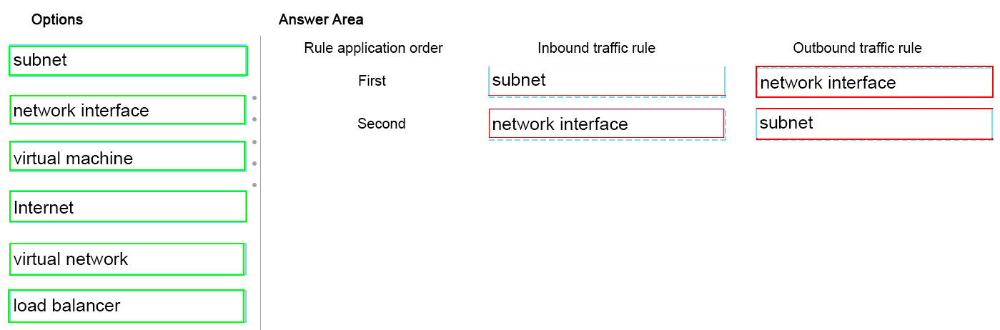 Options
subnet
network interface
virtual machine
Internet
virtual network
load balancer
Answer Area
Rule application order Inbound traffic rule Outbound traffic rule
First subnet network interface
Second network interface subnet